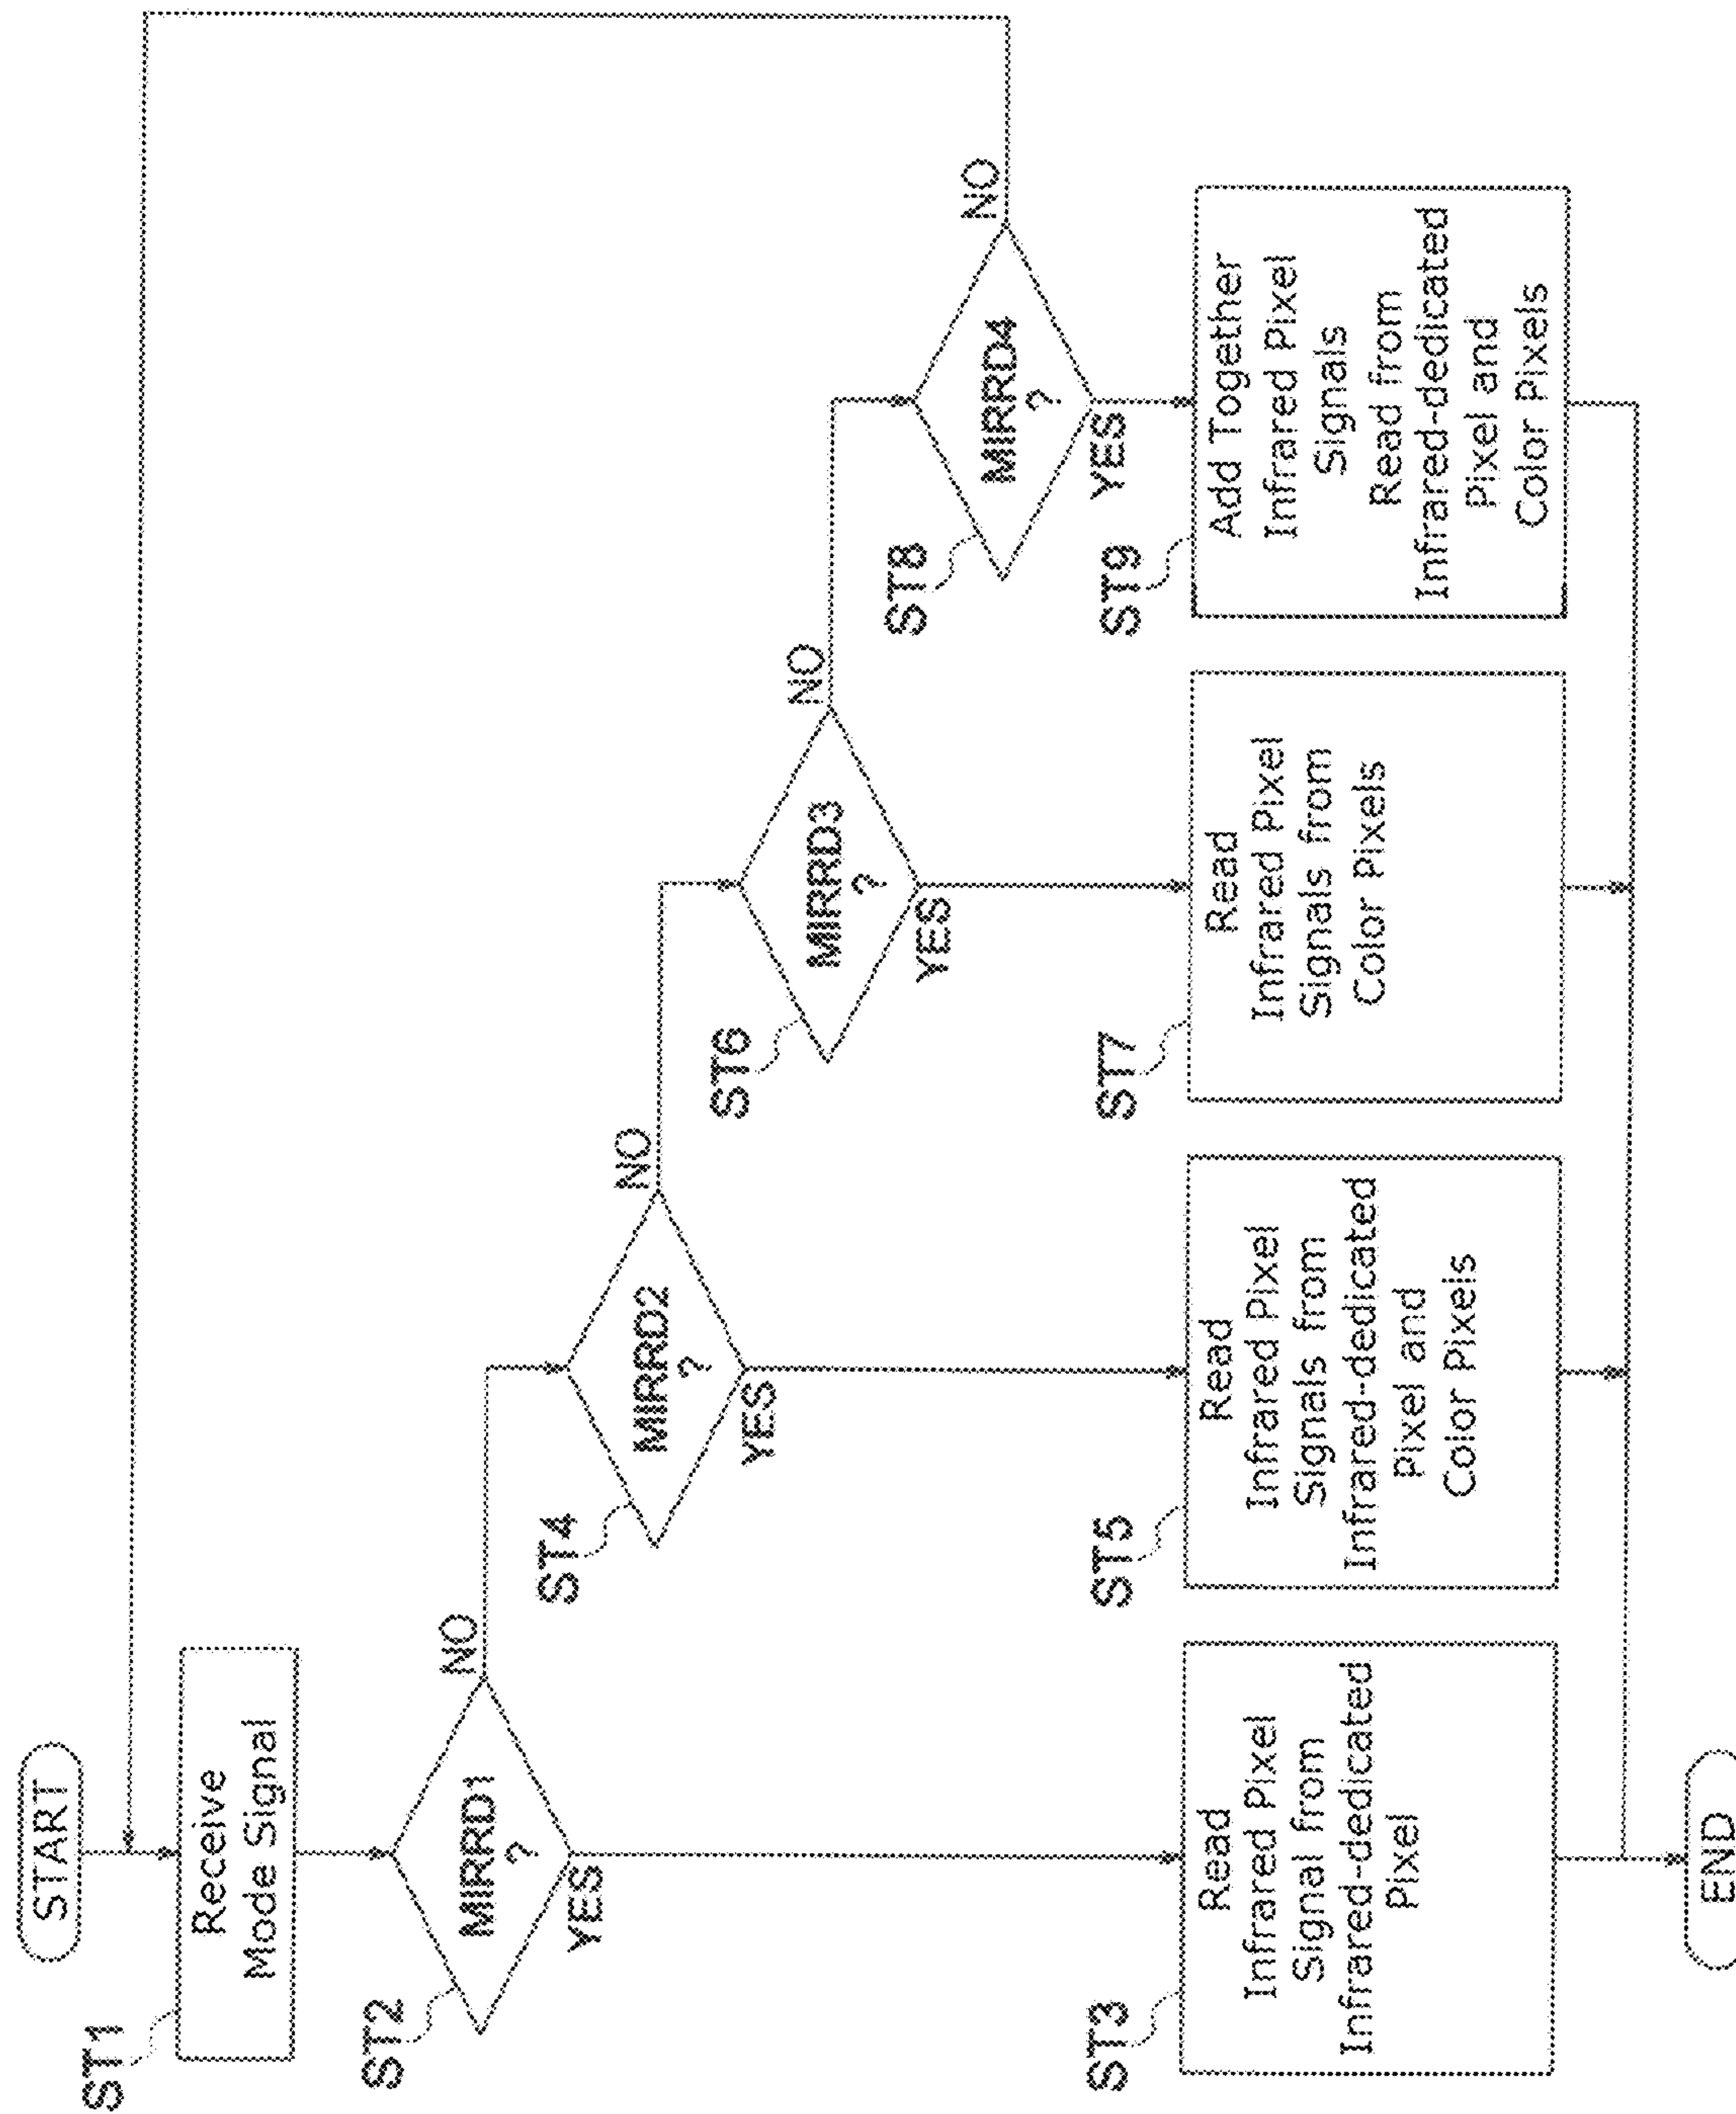 START
ST1
Receive
Mode Signal
ST2
MIRRD1
?
NO
YES
ST3
Read
Infrared Pixel
Signal from
Infrared-dedicated
Pixel
ST4
MIRRD2
?
NO
YES
ST5
Read
Infrared Pixel
Signals from
Infrared-dedicated
Pixel and
Color Pixels
ST6
MIRRD3
?
NO
YES
ST7
Read
Infrared Pixel
Signals from
Color Pixels
ST8
MIRRD4
?
NO
YES
ST9
Add Together
Infrared Pixel
Signals
Read from
Infrared-dedicated
Pixel and
Color Pixels
END